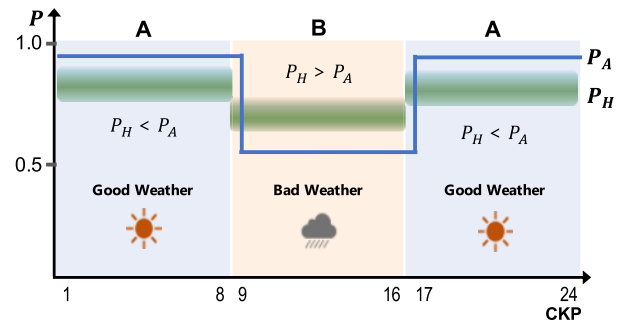 P
A
B
A
1.0
P_A
P_H > P_A
P_H
P_H < P_A
P_H < P_A
0.5
Good Weather
Bad Weather
Good Weather
1
8
9
16
17
24
CKP